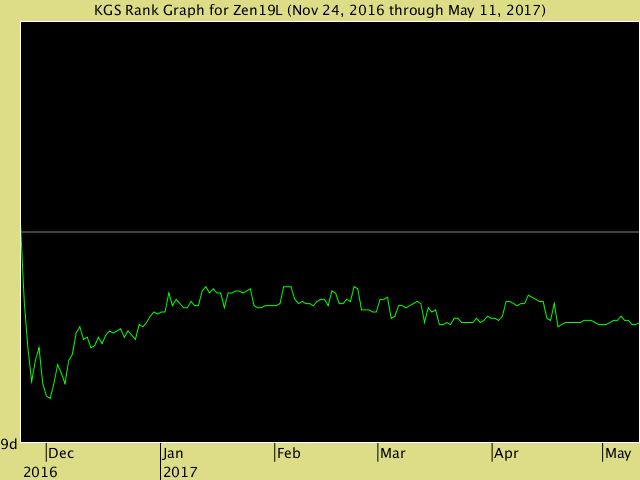 KGS Rank Graph for Zen19L (Nov 24, 2016 through May 11, 2017)
9d
Dec Jan Feb Mar Apr May
2016 2017